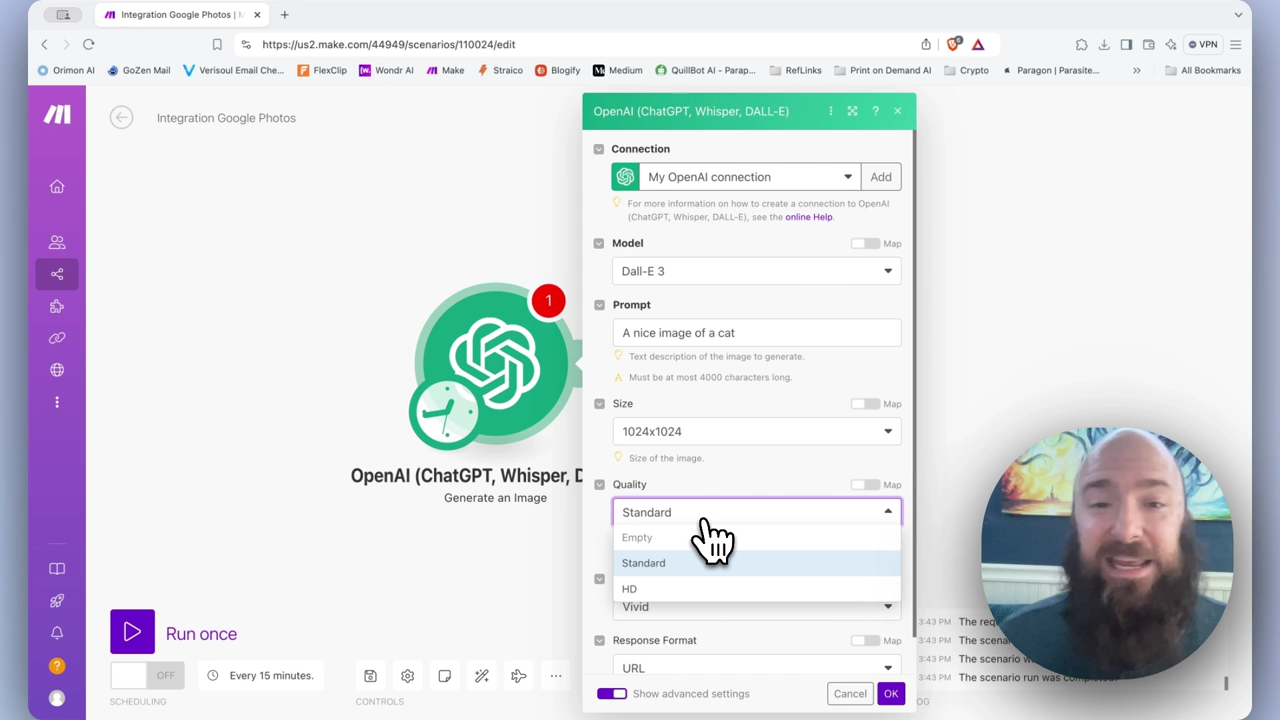 Integration Google Photos | M
https://us2.make.com/44949/scenarios/110024/edit
6
VPN
Orimon AI
GoZen Mail
Verisoul Email Che...
FlexClip
Wondr AI
Make
Straico
Blogify
Medium
QuillBot AI - Parap...
RefLinks
Print on Demand AI
Crypto
Paragon | Parasite...
»
All Bookmarks
Integration Google Photos
OpenAI (ChatGPT, Whisper, DALL-E)
?
Connection
My OpenAI connection
Add
For more information on how to create a connection to OpenAI
(ChatGPT, Whisper, DALL-E), see the online Help.
Model
Map
Dall-E 3
Prompt
A nice image of a cat
Text description of the image to generate.
Must be at most 4000 characters long.
Size
Map
1024x1024
Size of the image.
Quality
Map
Standard
Empty
Standard
HD
Vivid
Response Format
Map
URL
Show advanced settings
Cancel
OK
1
OpenAI (ChatGPT, Whisper, D
Generate an Image
Run once
OFF
Every 15 minutes.
SCHEDULING
CONTROLS
3:43 PM The req
3:43 PM The scena
3:43 PM The scenario w
3:43 PM The scenario run was completed.
OG